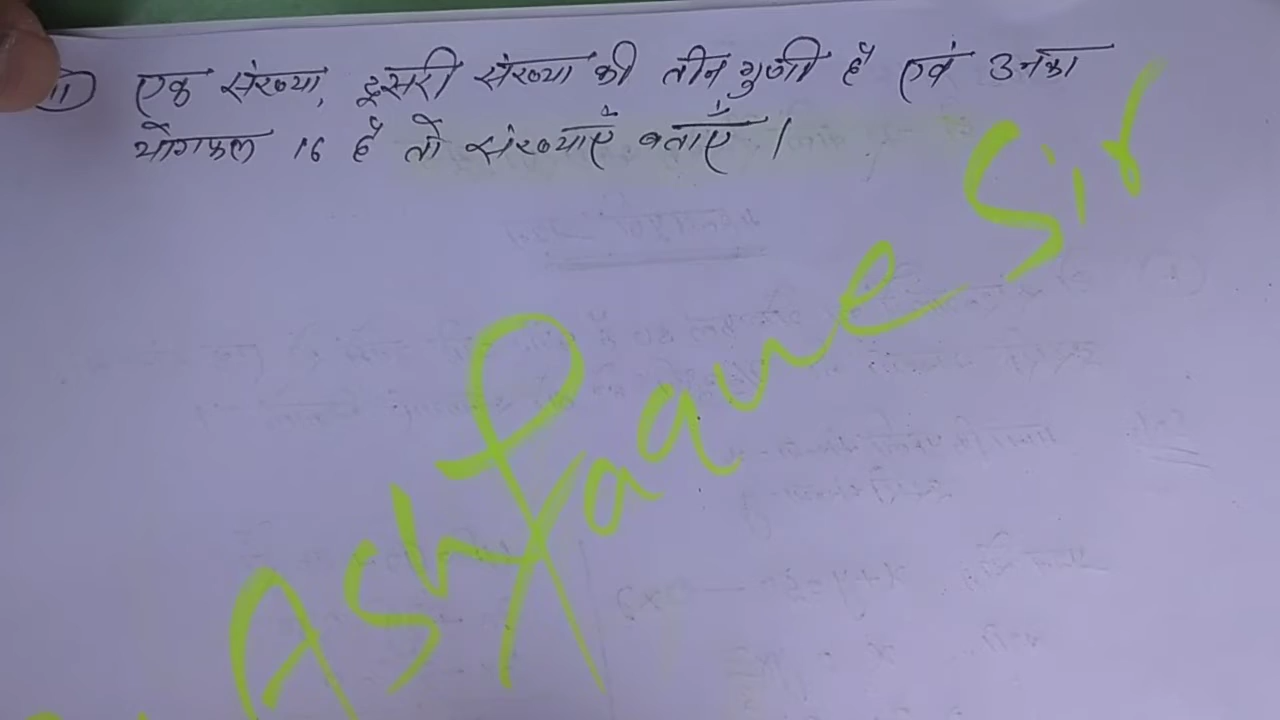 11) एक संख्या, दूसरी संख्या की तीन गुणी है एवं उनका
योगफल 16 है तो संख्याएँ बताएँ।
Ashfaque Sir